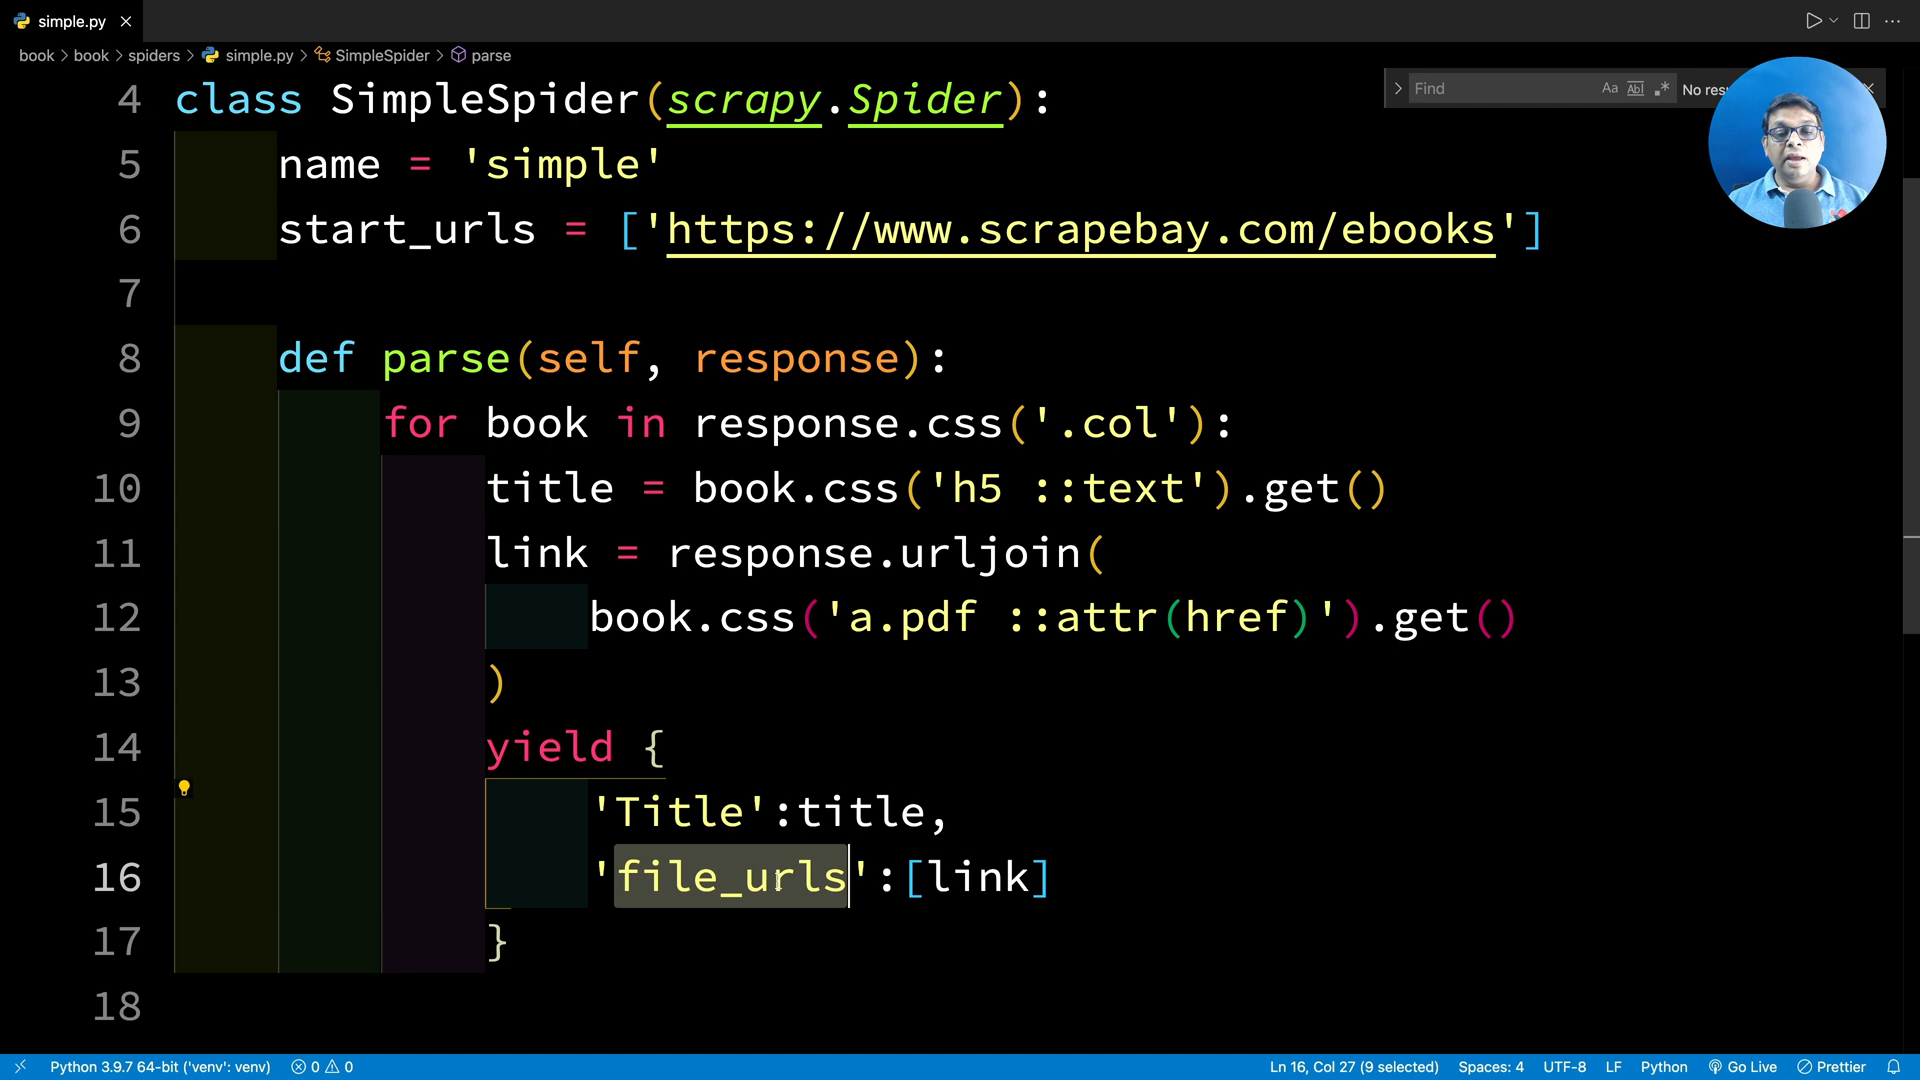 simple.py
book > book > spiders > simple.py > SimpleSpider > parse
Find Aa Abl .* No
4 class SimpleSpider(scrapy.Spider):
5 name = 'simple'
6 start_urls = ['https://www.scrapebay.com/ebooks']
7
8 def parse(self, response):
9 for book in response.css('.col'):
10 title = book.css('h5 ::text').get()
11 link = response.urljoin(
12 book.css('a.pdf ::attr(href)').get()
13 )
14 yield {
15 'Title':title,
16 'file_urls':[link]
17 }
18
Python 3.9.7 64-bit ('venv': venv) 0 0 Ln 16, Col 27 (9 selected) Spaces: 4 UTF-8 LF Python Go Live Prettier